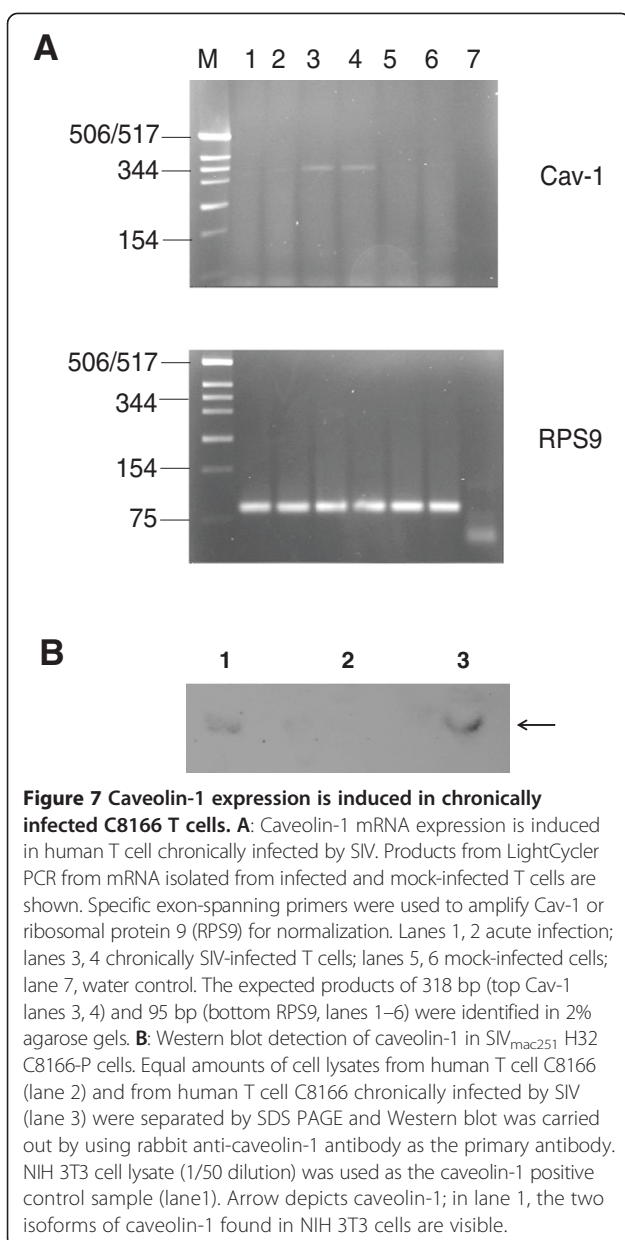 A
M 1 2 3 4 5 6 7
506/517
344
154
Cav-1
506/517
344
154
75
RPS9
B
1 2 3
Figure 7 Caveolin-1 expression is induced in chronically
infected C8166 T cells. A: Caveolin-1 mRNA expression is induced
in human T cell chronically infected by SIV. Products from LightCycler
PCR from mRNA isolated from infected and mock-infected T cells are
shown. Specific exon-spanning primers were used to amplify Cav-1 or
ribosomal protein 9 (RPS9) for normalization. Lanes 1, 2 acute infection;
lanes 3, 4 chronically SIV-infected T cells; lanes 5, 6 mock-infected cells;
lane 7, water control. The expected products of 318 bp (top Cav-1
lanes 3, 4) and 95 bp (bottom RPS9, lanes 1–6) were identified in 2%
agarose gels. B: Western blot detection of caveolin-1 in SIVmac251 H32
C8166-P cells. Equal amounts of cell lysates from human T cell C8166
(lane 2) and from human T cell C8166 chronically infected by SIV
(lane 3) were separated by SDS PAGE and Western blot was carried
out by using rabbit anti-caveolin-1 antibody as the primary antibody.
NIH 3T3 cell lysate (1/50 dilution) was used as the caveolin-1 positive
control sample (lane1). Arrow depicts caveolin-1; in lane 1, the two
isoforms of caveolin-1 found in NIH 3T3 cells are visible.